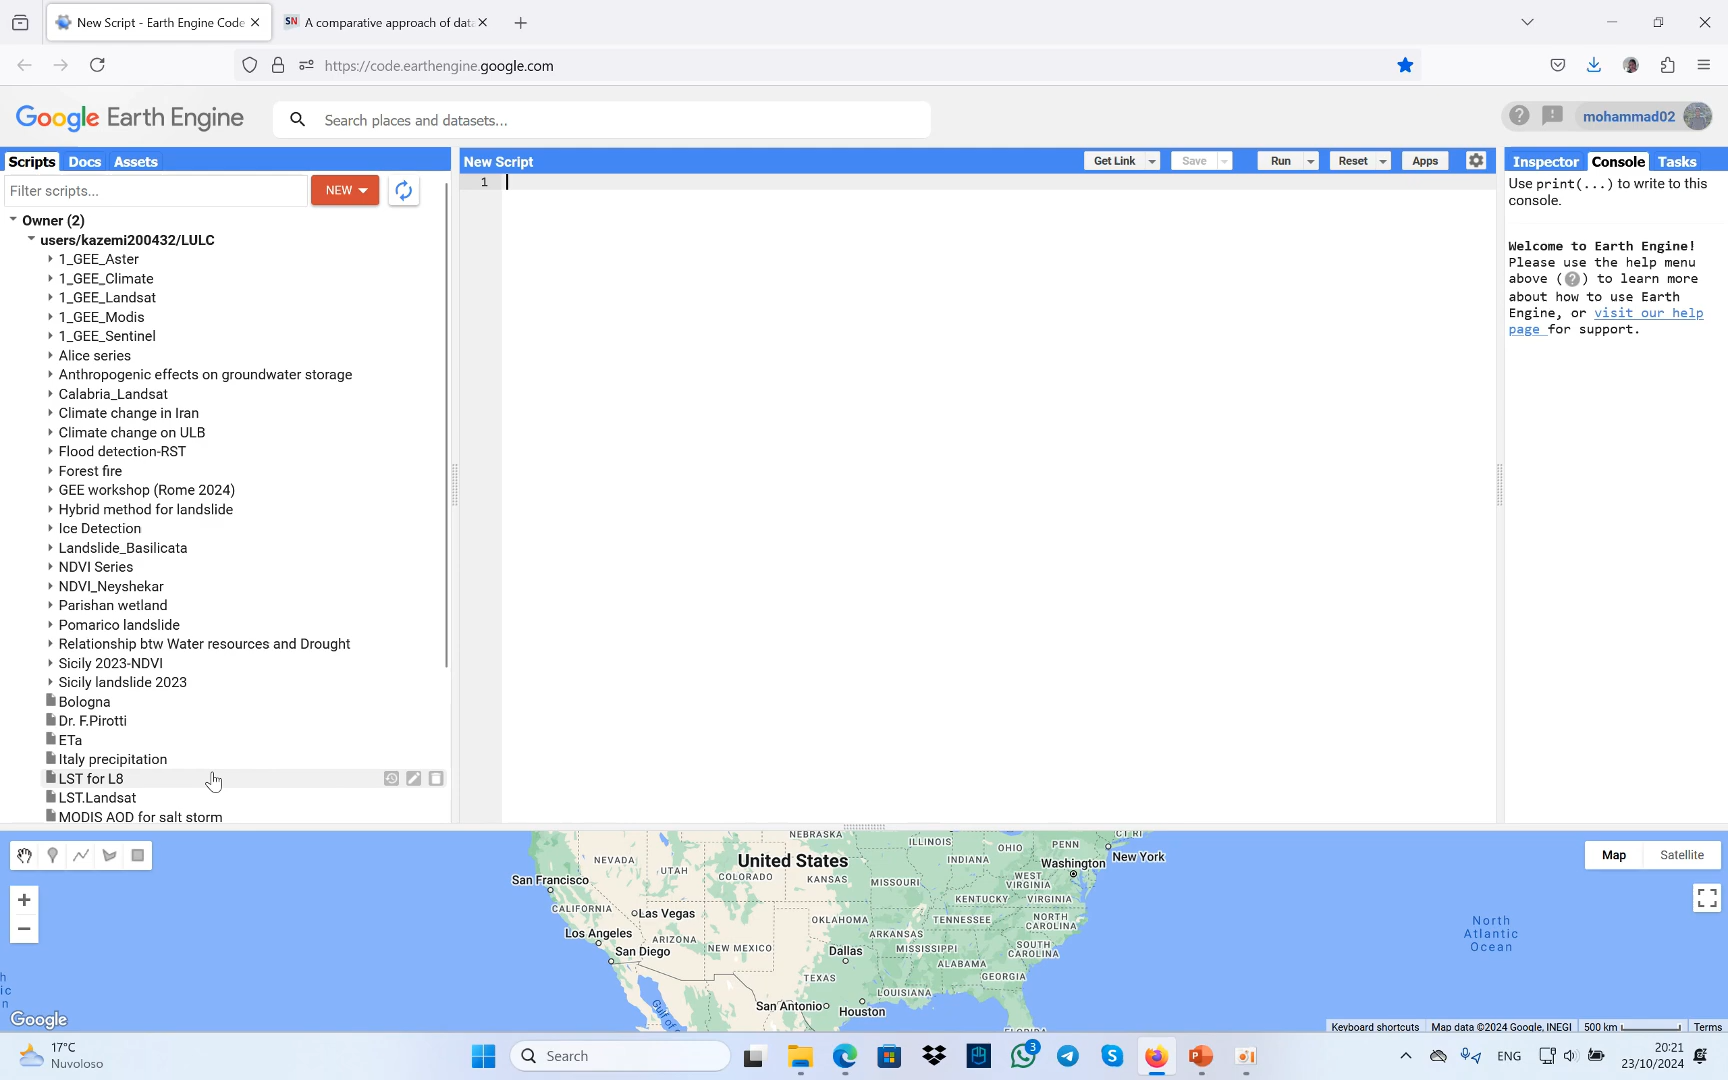 New Script - Earth Engine Code
SN A comparative approach of dat
https://code.earthengine.google.com
Google Earth Engine
Search places and datasets...
mohammad02
Scripts Docs Assets
New Script
Get Link
Save
Run
Reset
Apps
Inspector Console Tasks
Filter scripts...
NEW
1
Use print(...) to write to this
console.
Owner (2)
users/kazemi200432/LULC
1_GEE_Aster
1_GEE_Climate
1_GEE_Landsat
1_GEE_Modis
1_GEE_Sentinel
Alice series
Anthropogenic effects on groundwater storage
Calabria_Landsat
Climate change in Iran
Climate change on ULB
Flood detection-RST
Forest fire
GEE workshop (Rome 2024)
Hybrid method for landslide
Ice Detection
Landslide_Basilicata
NDVI Series
NDVI_Neyshekar
Parishan wetland
Pomarico landslide
Relationship btw Water resources and Drought
Sicily 2023-NDVI
Sicily landslide 2023
Bologna
Dr. F.Pirotti
ETa
Italy precipitation
LST for L8
LST.Landsat
MODIS AOD for salt storm
Welcome to Earth Engine!
Please use the help menu
above (?) to learn more
about how to use Earth
Engine, or visit our help
page for support.
NEBRASKA
ILLINOIS
OHIO
PENN
New York
NEVADA
UTAH
United States
COLORADO
KANSAS
MISSOURI
INDIANA
Washington
WEST
VIRGINIA
San Francisco
CALIFORNIA
Las Vegas
KENTUCKY
VIRGINIA
OKLAHOMA
TENNESSEE
NORTH
CAROLINA
Los Angeles
ARIZONA
NEW MEXICO
ARKANSAS
MISSISSIPPI
SOUTH
CAROLINA
San Diego
Dallas
ALABAMA
TEXAS
GEORGIA
LOUISIANA
San Antonio
Houston
FLORIDA
Gulf of
North
Atlantic
Ocean
h
ic
n
Map
Satellite
Google
Keyboard shortcuts
Map data ©2024 Google, INEGI
500 km
Terms
17°C
Nuvoloso
Search
3
ENG
20:21
23/10/2024